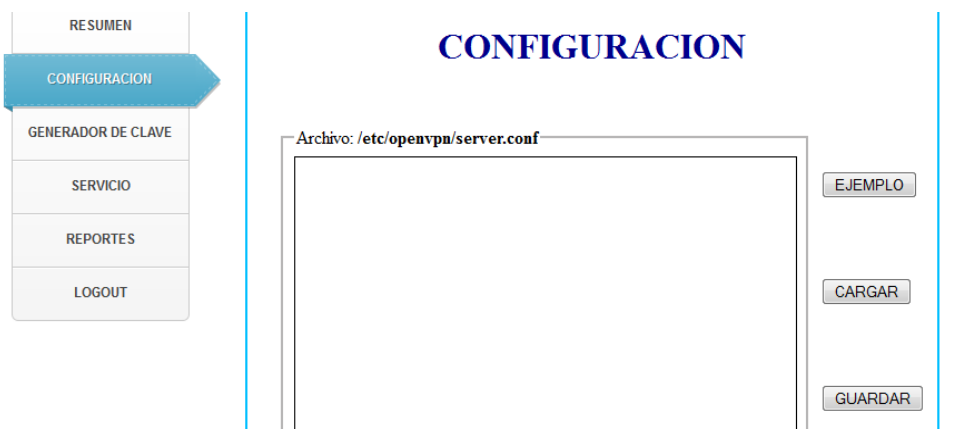 RESUMEN
CONFIGURACION
GENERADOR DE CLAVE
SERVICIO
REPORTES
LOGOUT
CONFIGURACION
Archivo: /etc/openvpn/server.conf
EJEMPLO
CARGAR
GUARDAR